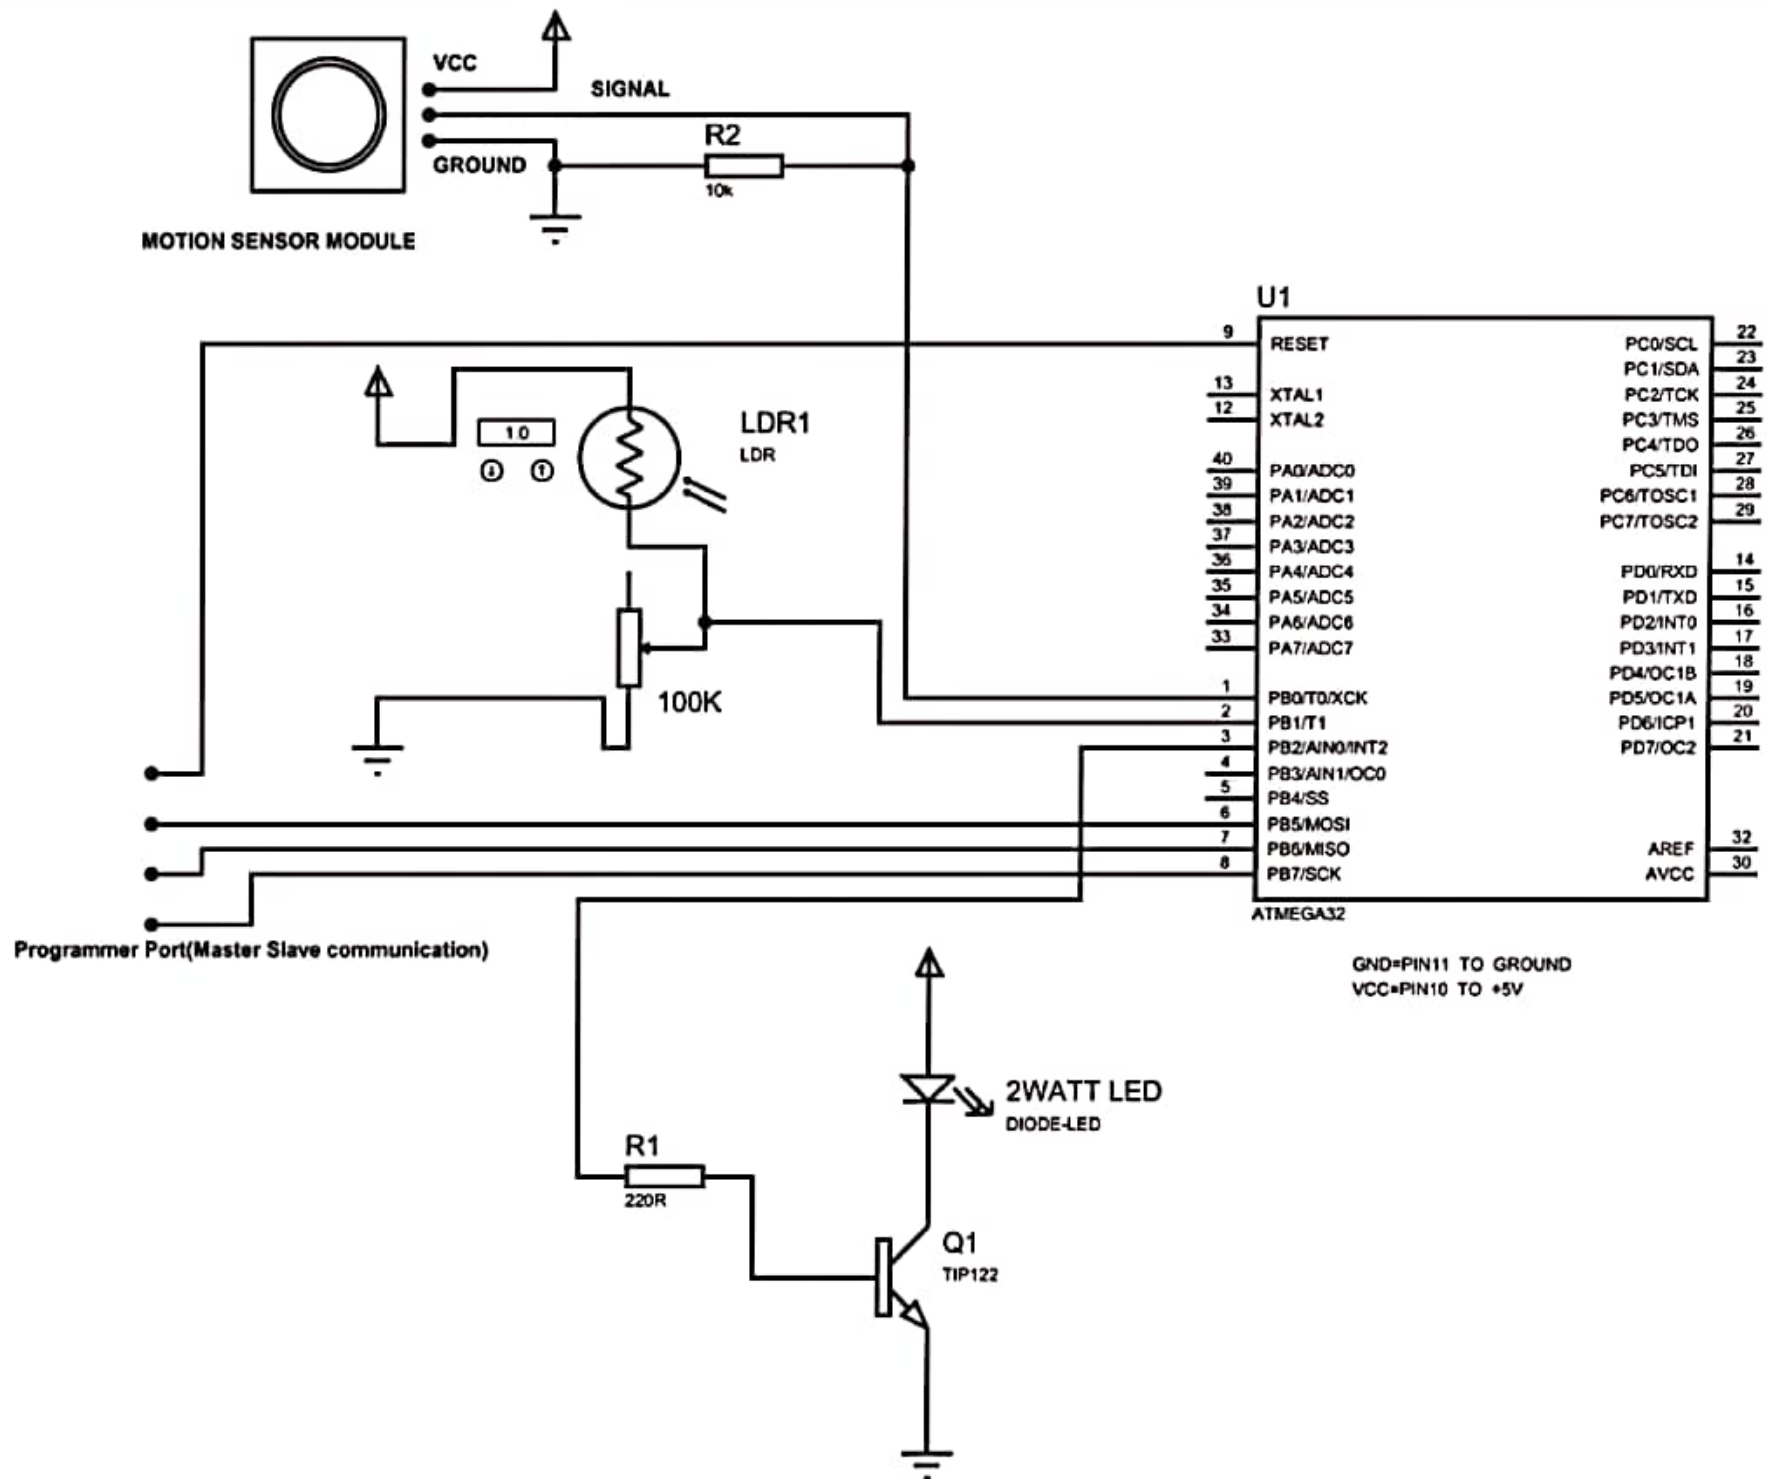 VCC
SIGNAL
R2
GROUND
10k
MOTION SENSOR MODULE
U1
9 RESET
13 XTAL1
12 XTAL2
40 PA0/ADC0
39 PA1/ADC1
38 PA2/ADC2
37 PA3/ADC3
36 PA4/ADC4
35 PA5/ADC5
34 PA6/ADC6
33 PA7/ADC7
1 PB0/T0/XCK
2 PB1/T1
3 PB2/AIN0/INT2
4 PB3/AIN1/OC0
5 PB4/SS
6 PB5/MOSI
7 PB6/MISO
8 PB7/SCK
PC0/SCL 22
PC1/SDA 23
PC2/TCK 24
PC3/TMS 25
PC4/TDO 26
PC5/TDI 27
PC6/TOSC1 28
PC7/TOSC2 29
PD0/RXD 14
PD1/TXD 15
PD2/INT0 16
PD3/INT1 17
PD4/OC1B 18
PD5/OC1A 19
PD6/ICP1 20
PD7/OC2 21
AREF 32
AVCC 30
ATMEGA32
GND=PIN11 TO GROUND
VCC=PIN10 TO +5V
1.0
LDR1
LDR
100K
Programmer Port(Master Slave communication)
2WATT LED
DIODE-LED
R1
220R
Q1
TIP122